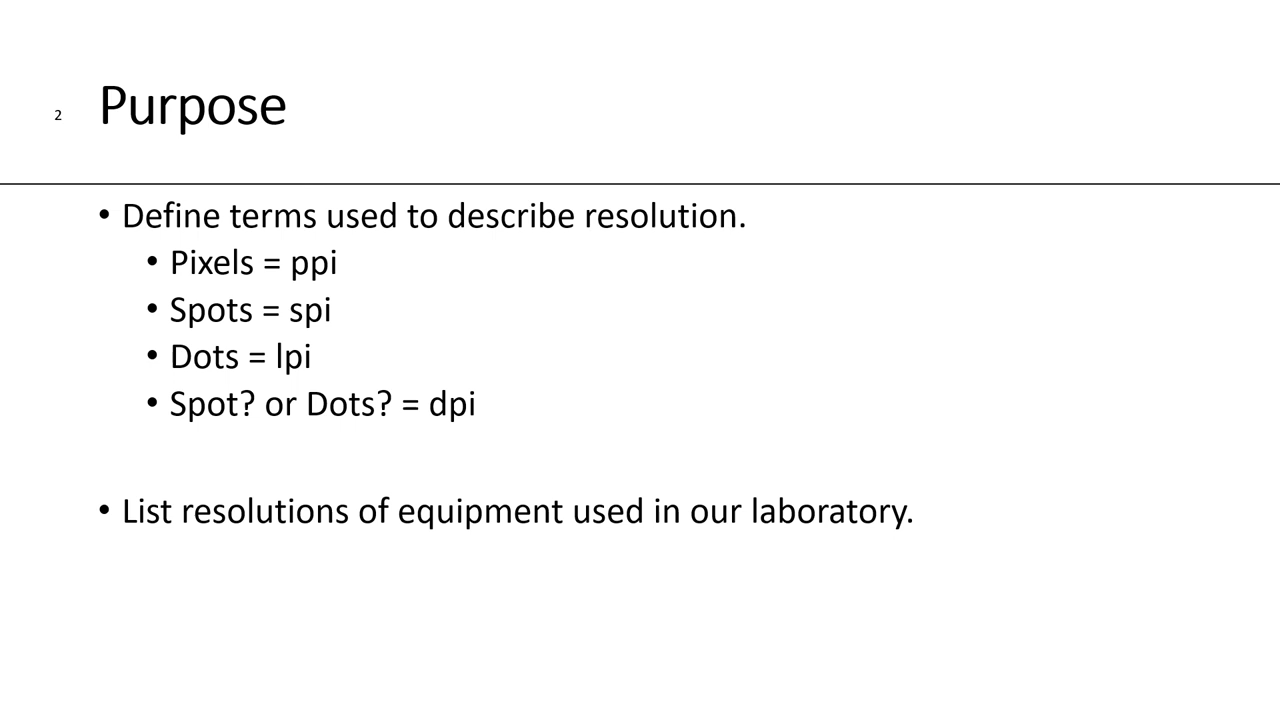 2
Purpose
• Define terms used to describe resolution.
• Pixels = ppi
• Spots = spi
• Dots = lpi
• Spot? or Dots? = dpi
• List resolutions of equipment used in our laboratory.